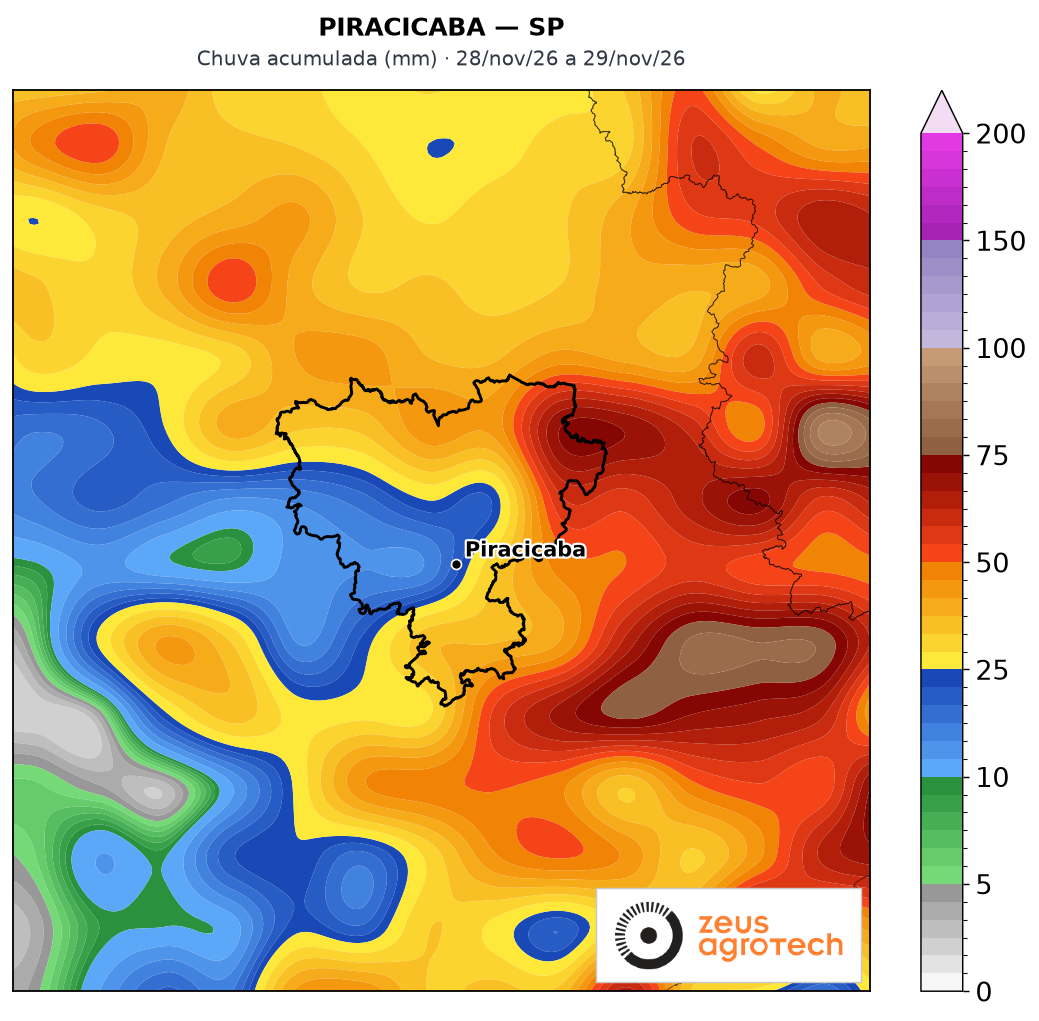 PIRACICABA — SP
Chuva acumulada (mm) · 28/nov/26 a 29/nov/26
200
150
100
75
50
25
10
5
0
Piracicaba
zeus
agrotech